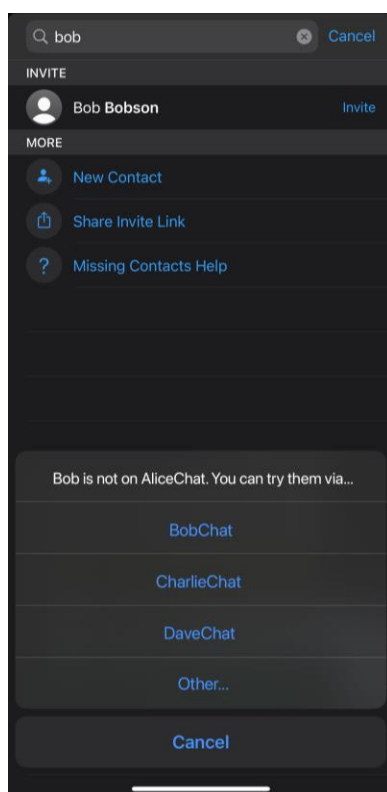 bob
Cancel
INVITE
Bob Bobson
Invite
MORE
New Contact
Share Invite Link
? Missing Contacts Help
Bob is not on AliceChat. You can try them via...
BobChat
CharlieChat
DaveChat
Other...
Cancel